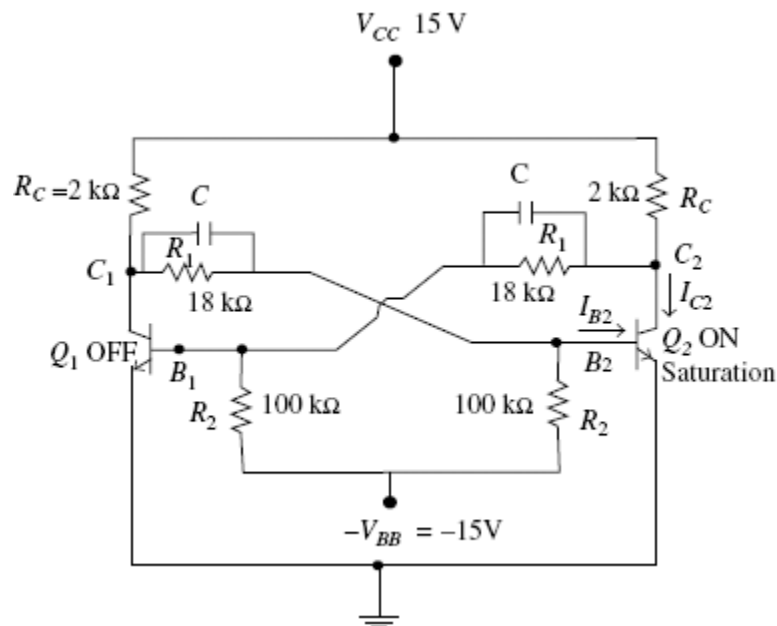 V_CC 15 V
R_C =2 kΩ
C
C
2 kΩ
R_C
R_1
R_1
C_1
C_2
18 kΩ
18 kΩ
I_C2
I_B2
Q_1 OFF
Q_2 ON
B_1
B_2
Saturation
R_2
100 kΩ
100 kΩ
R_2
−V_BB = −15V